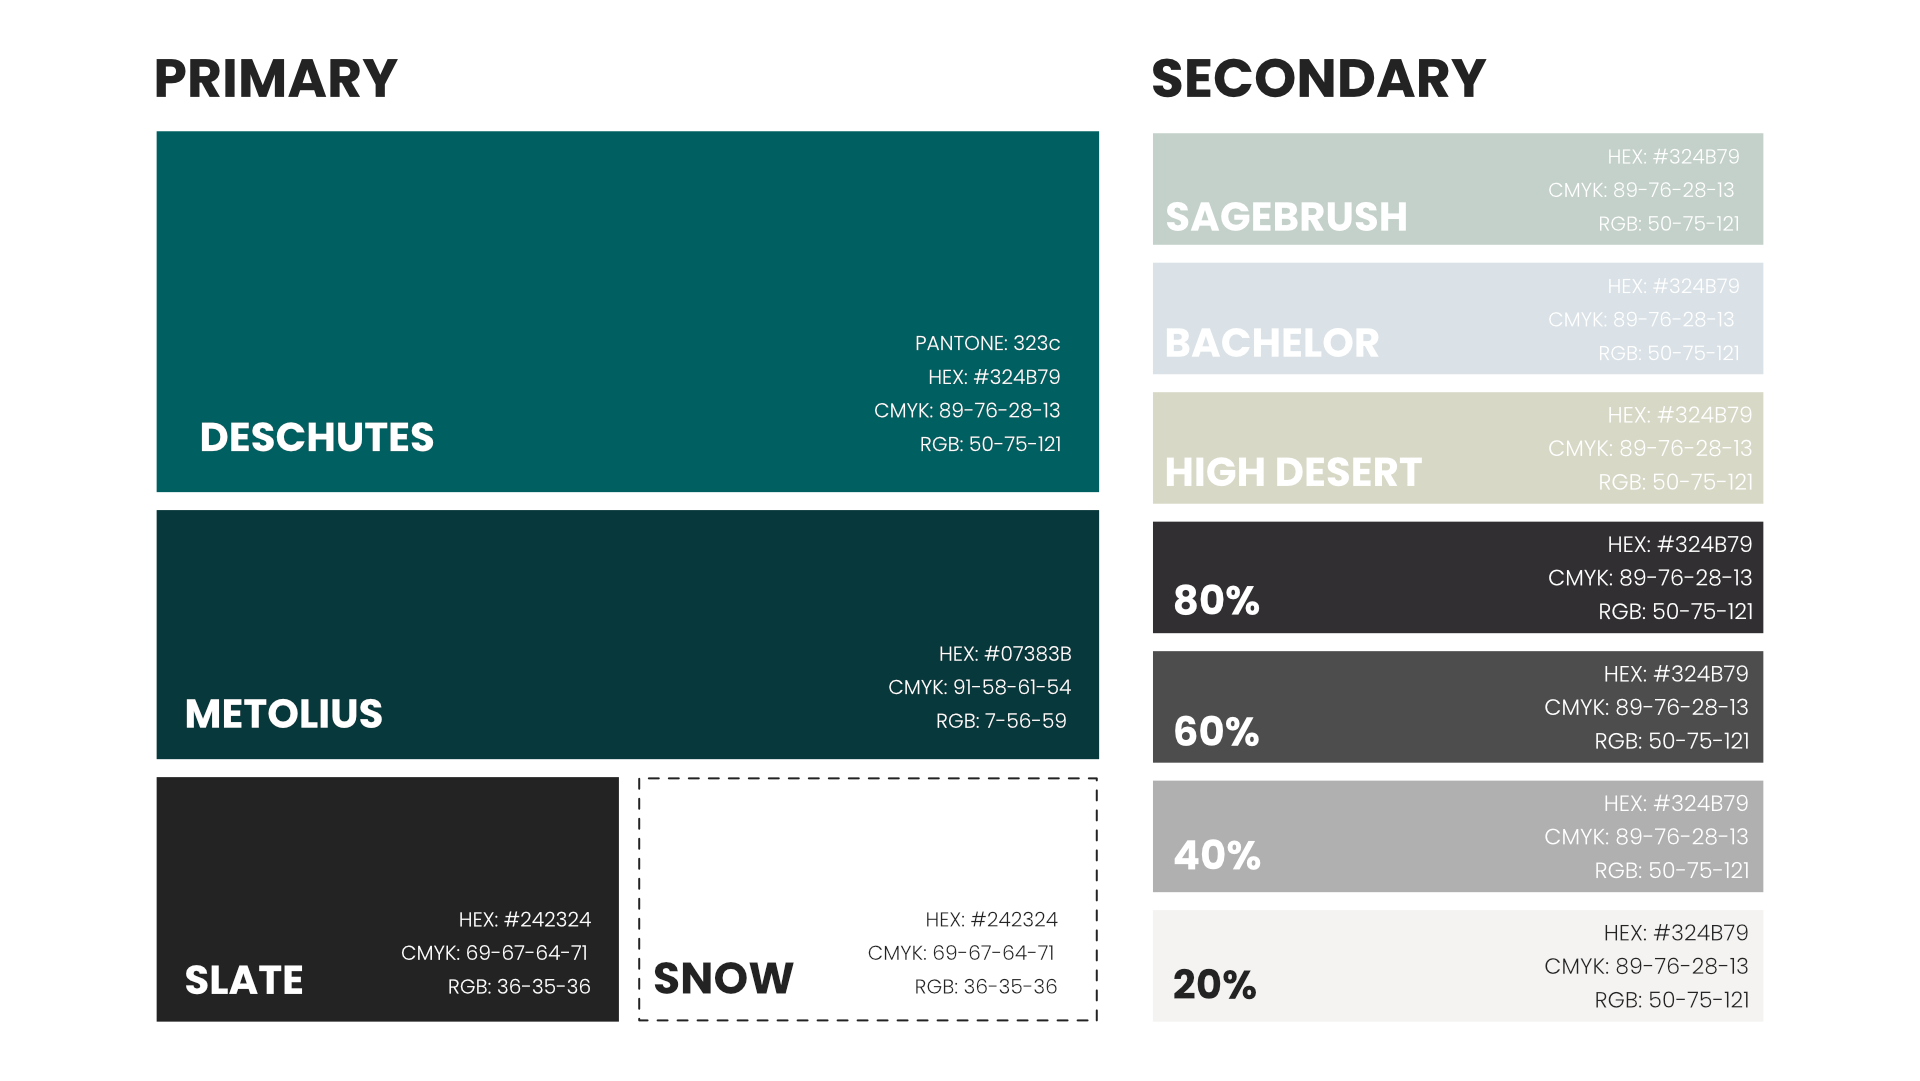 PRIMARY
DESCHUTES
PANTONE: 323c
HEX: #324B79
CMYK: 89-76-28-13
RGB: 50-75-121
METOLIUS
HEX: #07383B
CMYK: 91-58-61-54
RGB: 7-56-59
SLATE
HEX: #242324
CMYK: 69-67-64-71
RGB: 36-35-36
SNOW
HEX: #242324
CMYK: 69-67-64-71
RGB: 36-35-36
SECONDARY
SAGEBRUSH
HEX: #324B79
CMYK: 89-76-28-13
RGB: 50-75-121
BACHELOR
HEX: #324B79
CMYK: 89-76-28-13
RGB: 50-75-121
HIGH DESERT
HEX: #324B79
CMYK: 89-76-28-13
RGB: 50-75-121
80%
HEX: #324B79
CMYK: 89-76-28-13
RGB: 50-75-121
60%
HEX: #324B79
CMYK: 89-76-28-13
RGB: 50-75-121
40%
HEX: #324B79
CMYK: 89-76-28-13
RGB: 50-75-121
20%
HEX: #324B79
CMYK: 89-76-28-13
RGB: 50-75-121